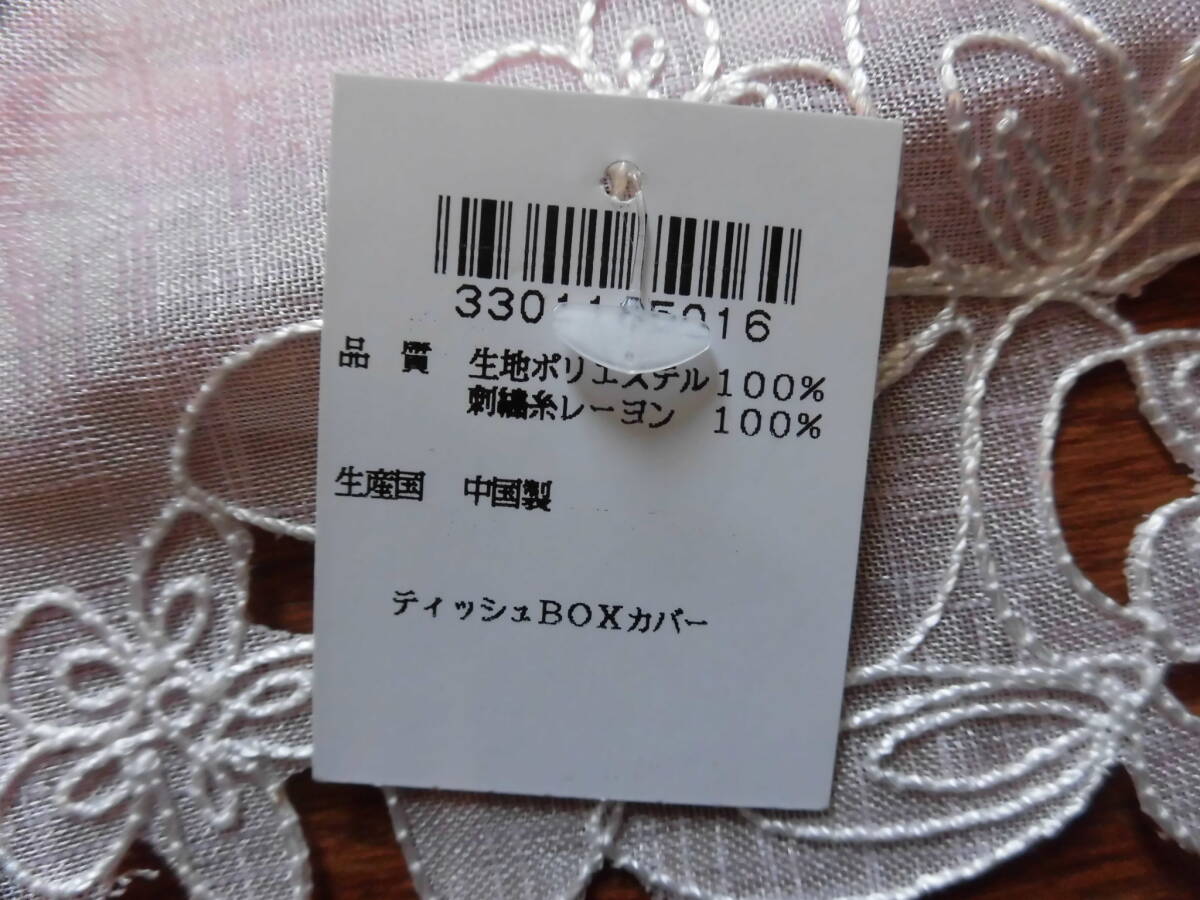 品質 生地ポリエステル100%
刺繍糸レーヨン 100%
生産国 中国製
ティッシュBOXカバー